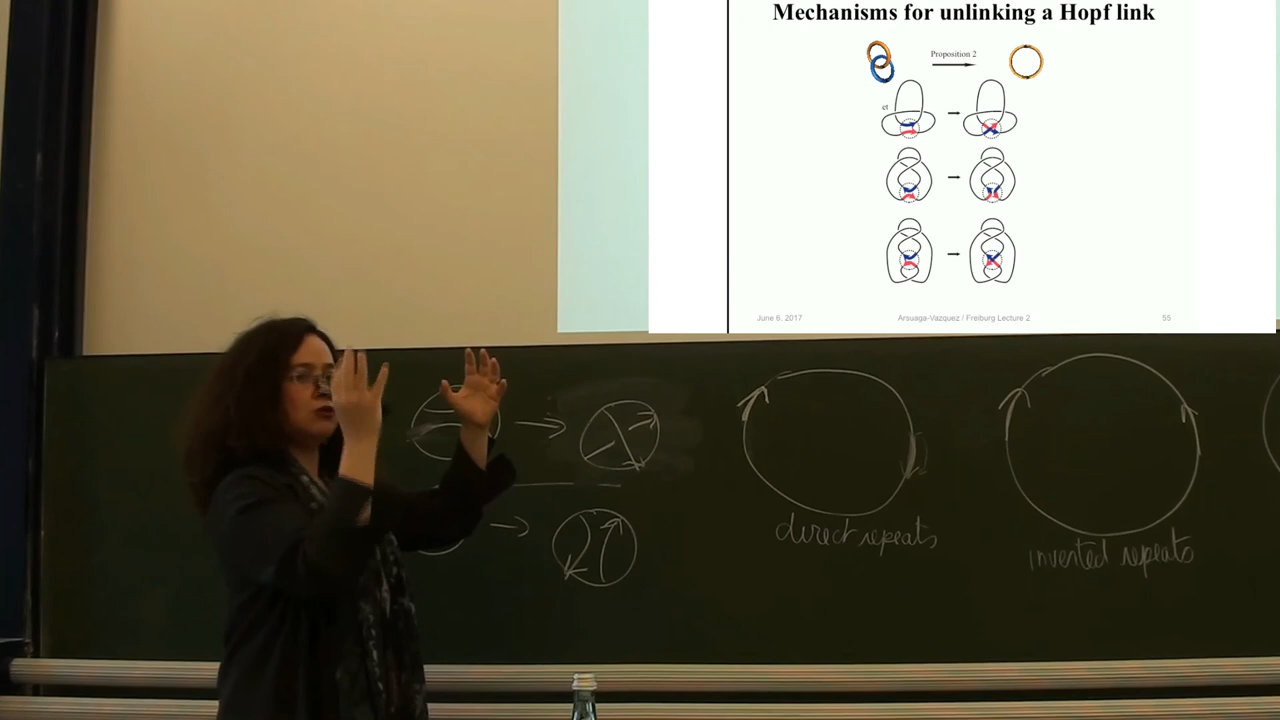 Mechanisms for unlinking a Hopf link
Proposition 2
et
June 6, 2017
Arsuaga-Vazquez / Freiburg Lecture 2
55
direct repeats
inverted repeats